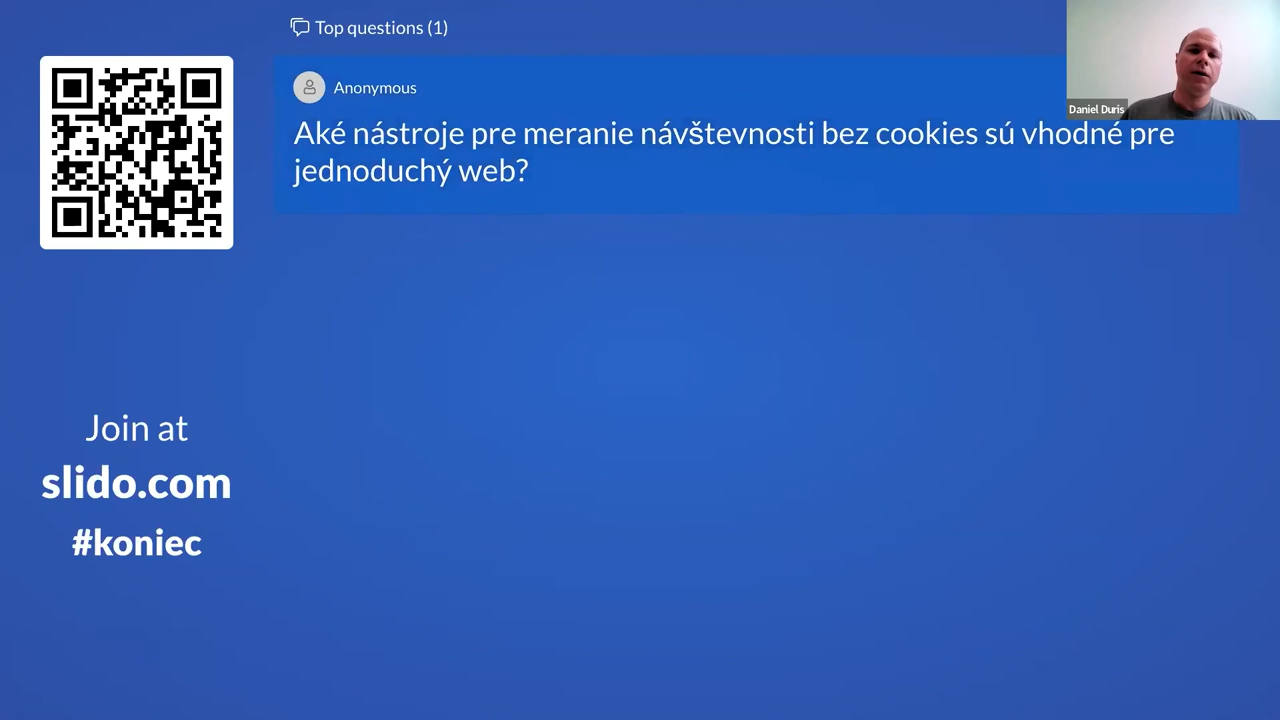 Top questions (1)
Anonymous
Aké nástroje pre meranie návštevnosti bez cookies sú vhodné pre
jednoduchý web?
Daniel Duris
Join at
slido.com
#koniec